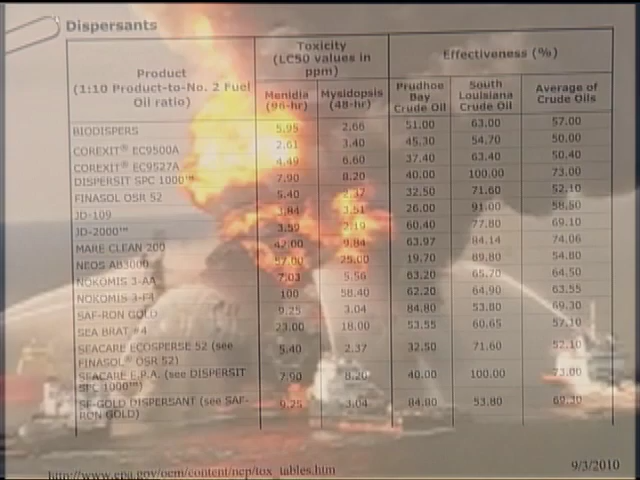 Dispersants
Product
(1:10 Product-to-No. 2 Fuel
Oil ratio)
Toxicity
(LC50 values in
ppm)
Effectiveness (%)
Menidia
(96-hr)
Mysidopsis
(48-hr)
Prudhoe
Bay
Crude Oil
South
Louisiana
Crude Oil
Average of
Crude Oils
BIODISPERS 5.95 2.66 51.00 63.00 57.00
COREXIT® EC9500A 2.61 3.40 45.30 54.70 50.00
COREXIT® EC9527A 4.49 6.60 37.40 63.40 50.40
DISPERSIT SPC 1000™ 7.90 8.20 40.00 100.00 73.00
FINASOL OSR 52 5.40 2.37 32.50 71.60 52.10
JD-109 3.84 3.51 26.00 91.00 58.50
JD-2000™ 3.59 2.19 60.40 77.80 69.10
MARE CLEAN 200 42.00 9.84 63.97 84.14 74.06
NEOS AB3000 57.00 25.00 19.70 89.80 54.80
NOKOMIS 3-AA 7.03 5.56 63.20 65.70 64.50
NOKOMIS 3-F4 100 58.40 62.20 64.90 63.55
SAF-RON GOLD 9.25 3.04 84.80 53.80 69.30
SEA BRAT #4 23.00 18.00 53.55 60.65 57.10
SEACARE ECOSPERSE 52 (see
FINASOL® OSR 52) 5.40 2.37 32.50 71.60 52.10
SEACARE E.P.A. (see DISPERSIT
SPC 1000™) 7.90 8.20 40.00 100.00 73.00
SF-GOLD DISPERSANT (see SAF-
RON GOLD) 9.25 3.04 84.80 53.80 69.30
http://www.epa.gov/oem/content/ncp/tox_tables.htm
9/3/2010